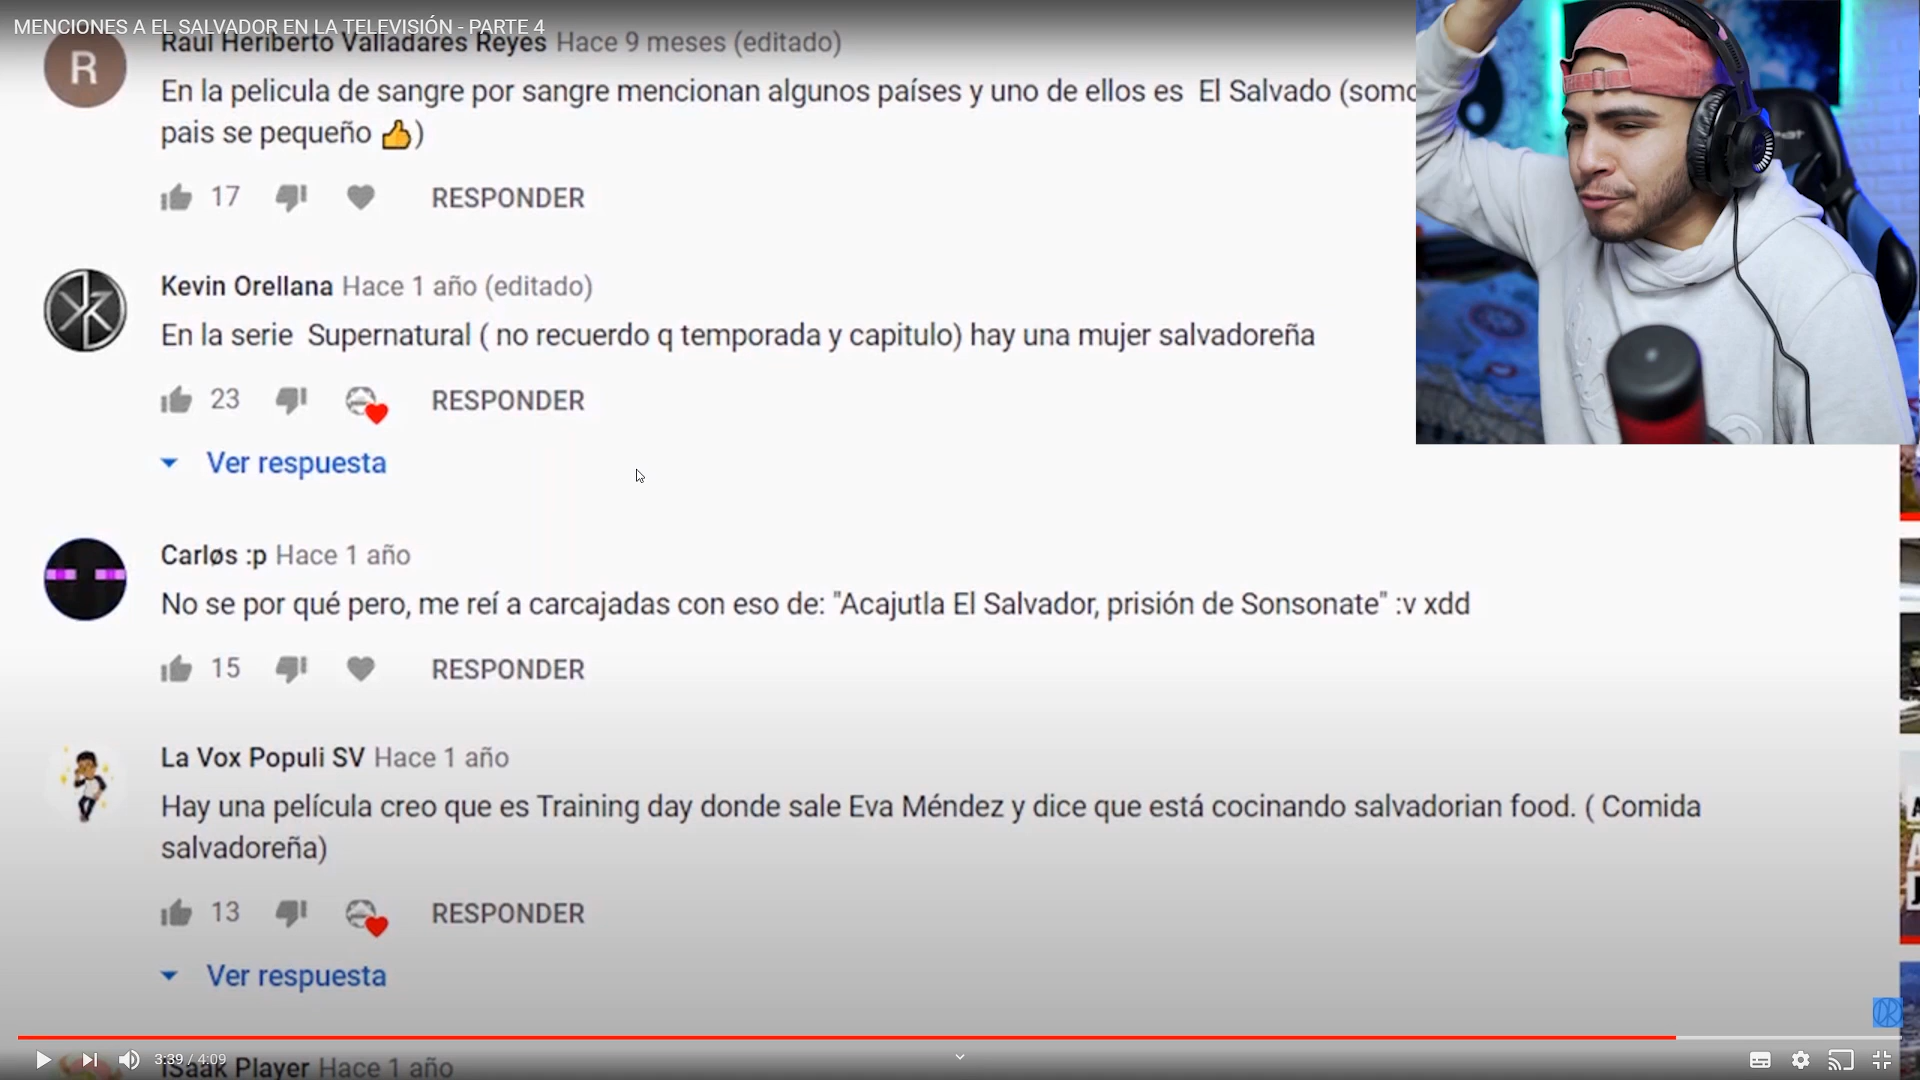 MENCIONES A EL SALVADOR EN LA TELEVISIÓN - PARTE 4
Raúl Heriberto Valladares Reyes Hace 9 meses (editado)
R
En la pelicula de sangre por sangre mencionan algunos países y uno de ellos es El Salvado (somo
pais se pequeño 👍)
17 RESPONDER
Kevin Orellana Hace 1 año (editado)
En la serie Supernatural ( no recuerdo q temporada y capitulo) hay una mujer salvadoreña
23 RESPONDER
Ver respuesta
Carløs :p Hace 1 año
No se por qué pero, me reí a carcajadas con eso de: "Acajutla El Salvador, prisión de Sonsonate" :v xdd
15 RESPONDER
La Vox Populi SV Hace 1 año
Hay una película creo que es Training day donde sale Eva Méndez y dice que está cocinando salvadorian food. ( Comida
salvadoreña)
13 RESPONDER
Ver respuesta
3:39 / 4:09
Isaak Player Hace 1 año